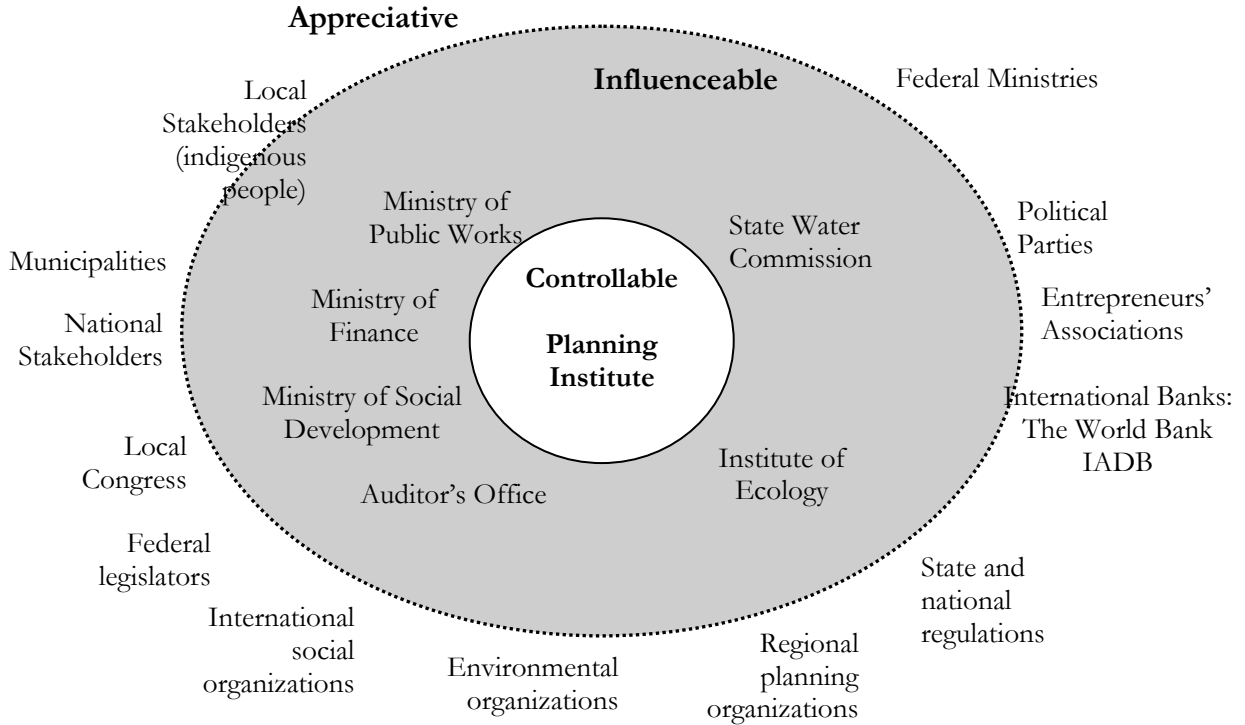 Appreciative
Influenceable
Federal Ministries
Local
Stakeholders
(indigenous
people)
Ministry of
Public Works
State Water
Commission
Political
Parties
Municipalities
Controllable
Planning
Institute
Ministry of
Finance
Entrepreneurs’
Associations
National
Stakeholders
Ministry of Social
Development
International Banks:
The World Bank
IADB
Local
Congress
Institute of
Ecology
Auditor’s Office
Federal
legislators
State and
national
regulations
International
social
organizations
Environmental
organizations
Regional
planning
organizations